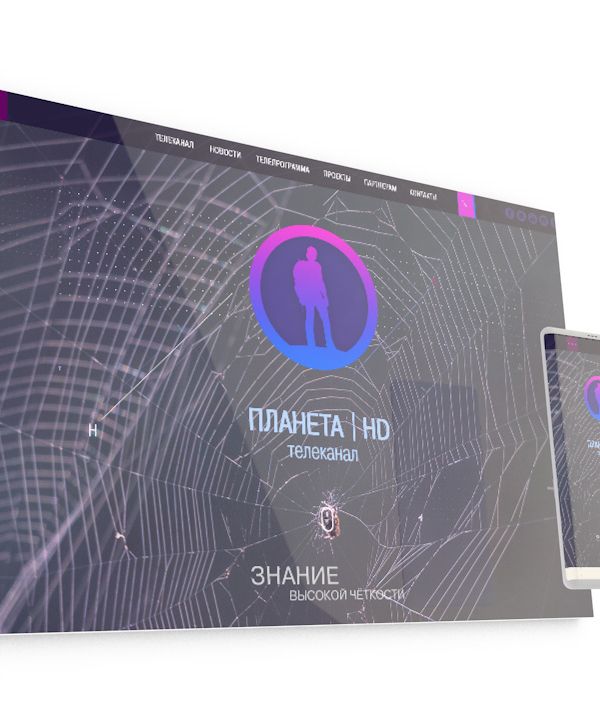 ТЕЛЕКАНАЛ НОВОСТИ ТЕЛЕПРОГРАММА ПРОЕКТЫ ПАРТНЕРАМ КОНТАКТЫ
Н
ПЛАНЕТА | HD
телеканал
ЗНАНИЕ
ВЫСОКОЙ ЧЁТКОСТИ